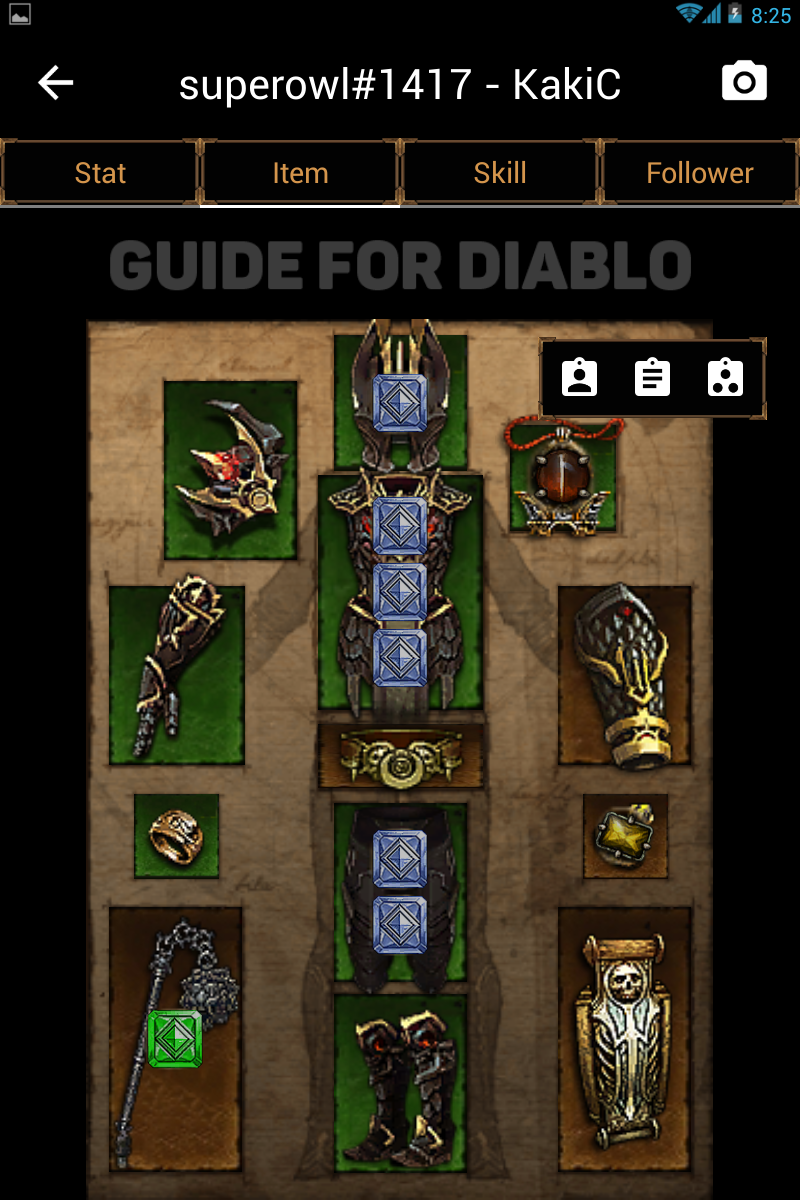 8:25
superowl#1417 - KakiC
Stat
Item
Skill
Follower
GUIDE FOR DIABLO